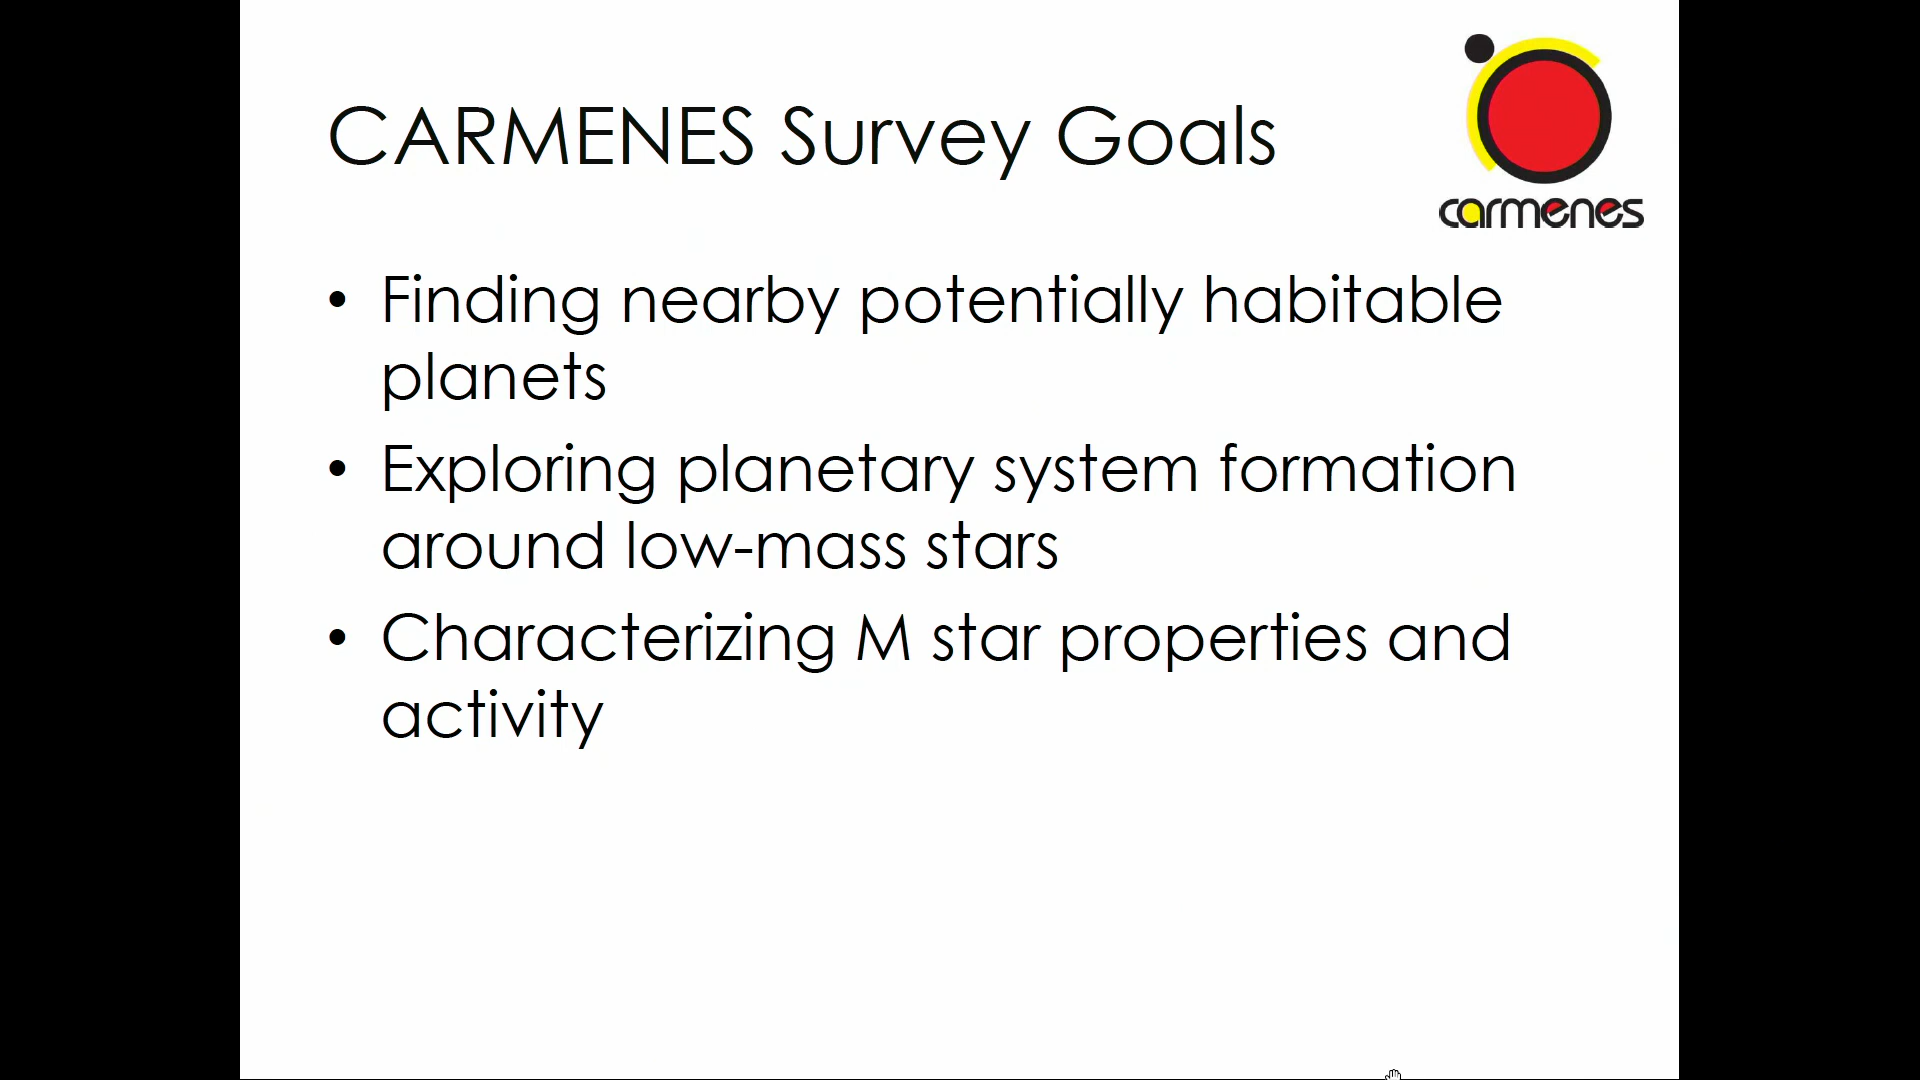 CARMENES Survey Goals
carmenes
• Finding nearby potentially habitable
planets
• Exploring planetary system formation
around low-mass stars
• Characterizing M star properties and
activity